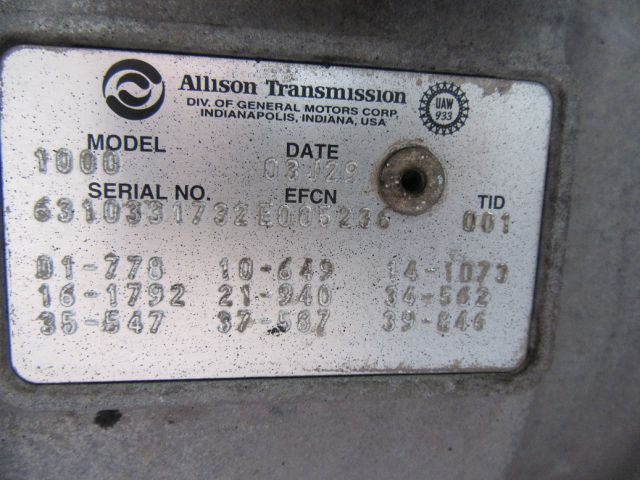 Allison Transmission
DIV. OF GENERAL MOTORS CORP.
INDIANAPOLIS, INDIANA, USA
UAW
933
MODEL DATE
1000 03J29
SERIAL NO. EFCN TID
6310331732E005236 001
01-778 10-649 14-1073
16-1792 21-940 34-562
35-547 37-587 39-646